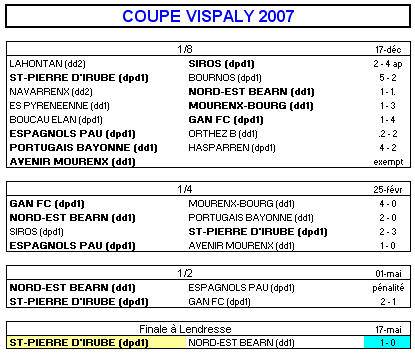 COUPE VISPALY 2007
1/8 17-déc
LAHONTAN (dd2) SIROS (dpd1) 2 - 4 ap
ST-PIERRE D'IRUBE (dpd1) BOURNOS (dpd1) 5 - 2
NAVARRENX (dd2) NORD-EST BEARN (dd1) 1 - 1.
ES PYRENEENNE (dd1) MOURENX-BOURG (dd1) 1 - 3
BOUCAU ELAN (dpd1) GAN FC (dpd1) 1 - 4
ESPAGNOLS PAU (dpd1) ORTHEZ B (dd1) .2 - 2
PORTUGAIS BAYONNE (dd1) HASPARREN (dpd1) 4 - 2
AVENIR MOURENX (dd1) exempt
1/4 25-févr
GAN FC (dpd1) MOURENX-BOURG (dd1) 4 - 0
NORD-EST BEARN (dd1) PORTUGAIS BAYONNE (dd1) 2 - 0
SIROS (dpd1) ST-PIERRE D'IRUBE (dpd1) 2 - 3
ESPAGNOLS PAU (dpd1) AVENIR MOURENX (dd1) 1 - 0
1/2 01-mai
NORD-EST BEARN (dd1) ESPAGNOLS PAU (dpd1) pénalité
ST-PIERRE D'IRUBE (dpd1) GAN FC (dpd1) 2 - 1
Finale à Lendresse 17-mai
ST-PIERRE D'IRUBE (dpd1) NORD-EST BEARN (dd1) 1 - 0